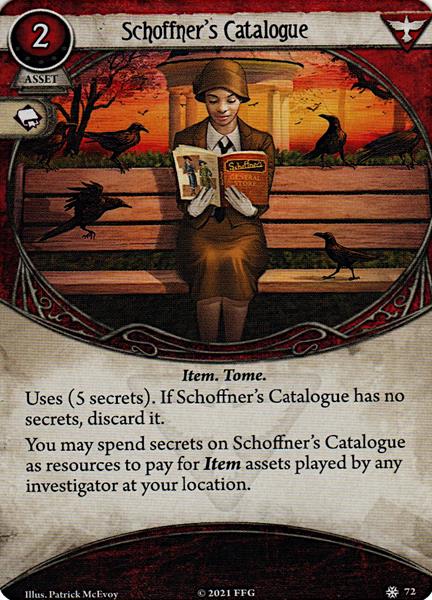 2
Schoffner's Catalogue
ASSET
Schoffner's
GENERAL
STORE
Item. Tome.
Uses (5 secrets). If Schoffner's Catalogue has no
secrets, discard it.
You may spend secrets on Schoffner's Catalogue
as resources to pay for Item assets played by any
investigator at your location.
Illus. Patrick McEvoy
© 2021 FFG
72